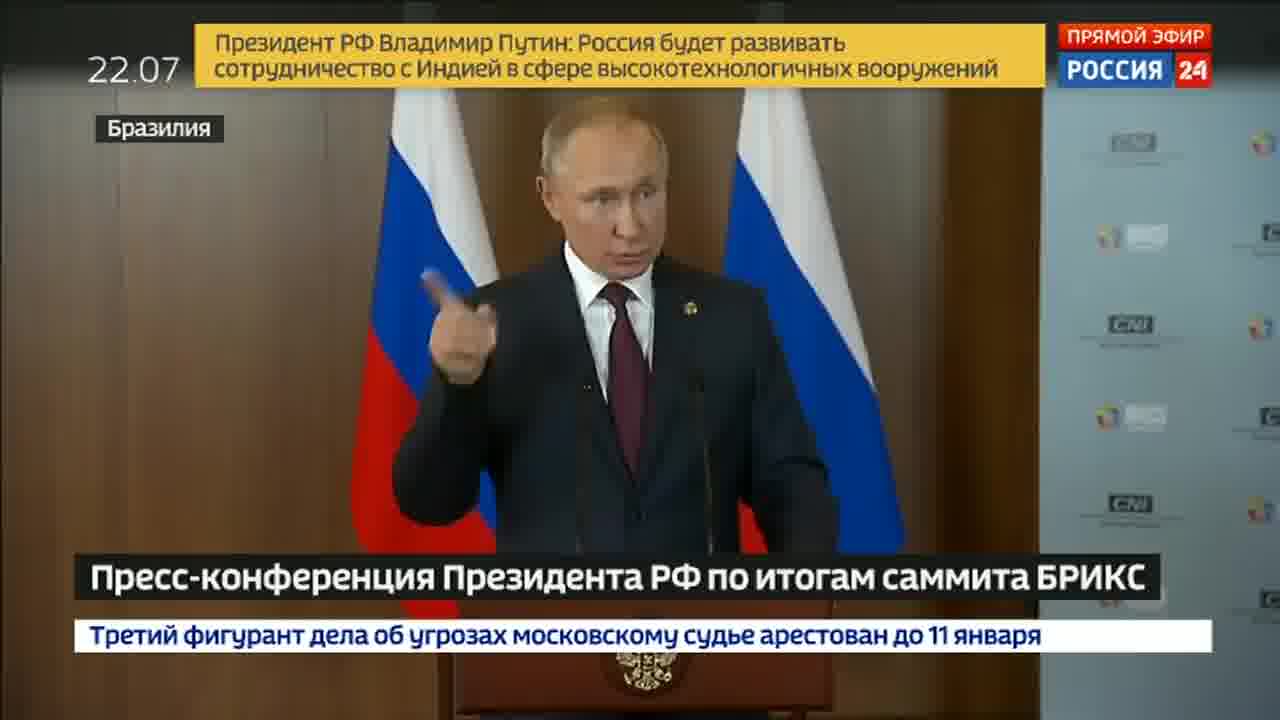 Президент РФ Владимир Путин: Россия будет развивать
сотрудничество с Индией в сфере высокотехнологичных вооружений
ПРЯМОЙ ЭФИР
22.07
РОССИЯ 24
Бразилия
CNI
CNI
CNI
Пресс-конференция Президента РФ по итогам саммита БРИКС
Третий фигурант дела об угрозах московскому судье арестован до 11 января